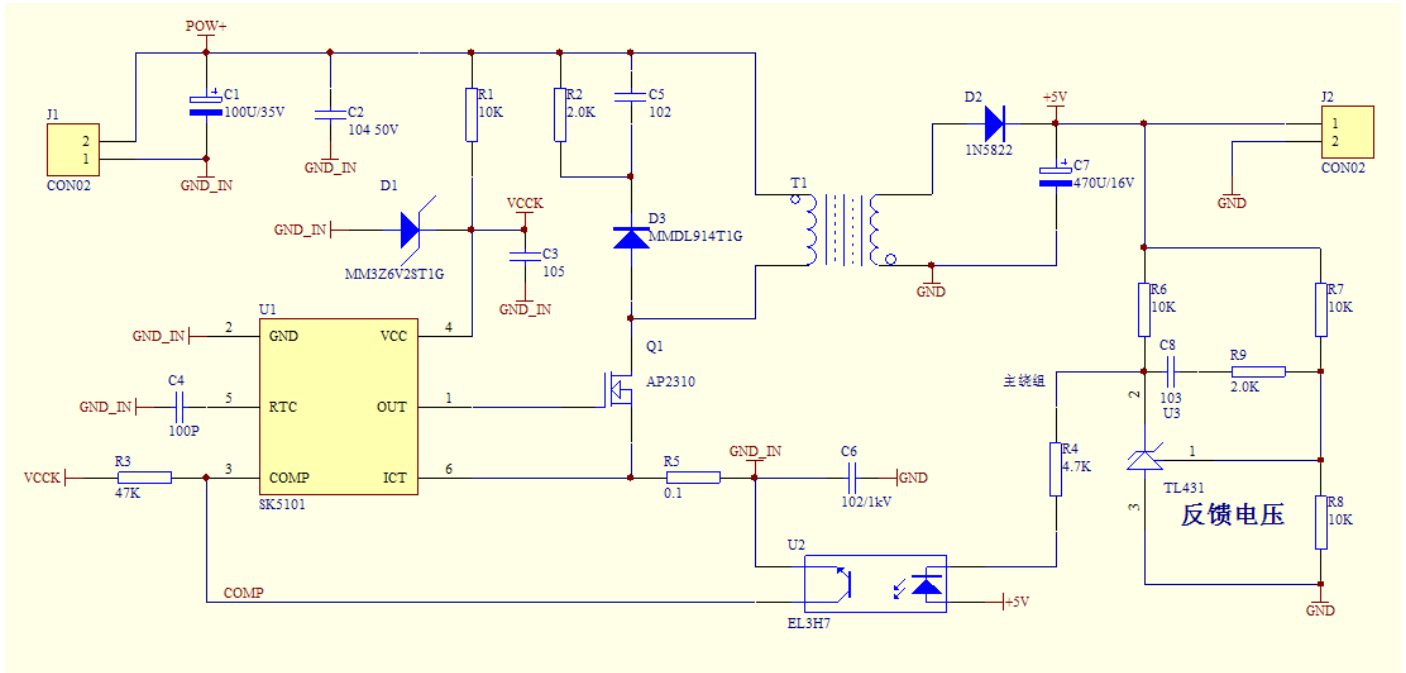 POW+
J1
2
1
CON02
C1
100U/35V
GND_IN
C2
104 50V
GND_IN
R1
10K
R2
2.0K
C5
102
D1
GND_IN
MM3Z6V2ST1G
VCCK
C3
105
GND_IN
D3
MMDL914T1G
T1
D2
1N5822
+5V
C7
470U/16V
GND
J2
1
2
CON02
GND
U1
GND_IN
2
GND
VCC
4
C4
GND_IN
100P
5
RTC
OUT
1
R3
VCCK
47K
3
COMP
ICT
6
SK5101
Q1
AP2310
R5
0.1
GND_IN
C6
102/1kV
GND
R6
10K
R7
10K
主绕组
C8
103
R9
2.0K
U3
2
1
3
TL431
反馈电压
R4
4.7K
R8
10K
GND
U2
COMP
EL3H7
+5V